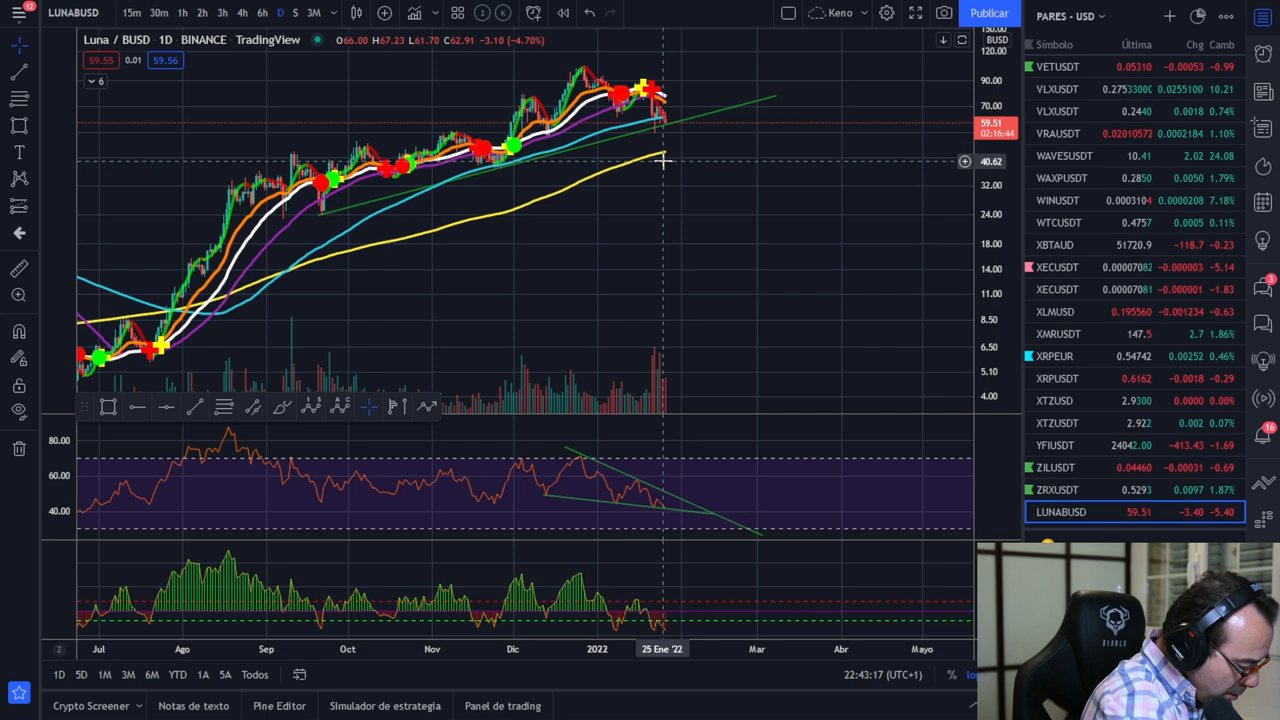 12
LUNABUSD
15m 30m 1h 2h 3h 4h 6h D S 3M
2 K
Keno
Publicar
PARES - USD
Luna / BUSD · 1D · BINANCE · TradingView
O66.00 H67.23 L61.70 C62.91 -3.10 (-4.70%)
59.55 0.01 59.56
6
150.00
BUSD
120.00
90.00
70.00
59.51
02:16:44
40.62
32.00
24.00
18.00
14.00
11.00
8.50
6.50
5.10
4.00
80.00
60.00
40.00
Z
Jul Ago Sep Oct Nov Dic 2022 25 Ene '22 Mar Abr Mayo
1D 5D 1M 3M 6M YTD 1A 5A Todos
22:43:17 (UTC+1) % log
Crypto Screener Notas de texto Pine Editor Simulador de estrategia Panel de trading
Símbolo Última Chg Camb
VETUSDT 0.05310 -0.00053 -0.99
VLXUSDT 0.27533000 0.0255100 10.21
VLXUSDT 0.2440 0.0018 0.74%
VRAUSDT 0.02010572 0.0002184 1.10%
WAVESUSDT 10.41 2.02 24.08
WAXPUSDT 0.2850 0.0050 1.79%
WINUSDT 0.0003104 0.0000208 7.18%
WTCUSDT 0.4757 0.0005 0.11%
XBTAUD 51720.9 -118.7 -0.23
XECUSDT 0.00007082 -0.000003 -5.14
XECUSDT 0.00007081 -0.000001 -1.83
XLMUSD 0.195560 -0.001234 -0.63
XMRUSDT 147.5 2.7 1.86%
XRPEUR 0.54742 0.00252 0.46%
XRPUSDT 0.6162 -0.0018 -0.29
XTZUSD 2.9300 0.0000 0.00%
XTZUSDT 2.922 0.002 0.07%
YFIUSDT 24042.00 -413.43 -1.69
ZILUSDT 0.04460 -0.00031 -0.69
ZRXUSDT 0.5293 0.0097 1.87%
LUNABUSD 59.51 -3.40 -5.40
3
16
DIABLO